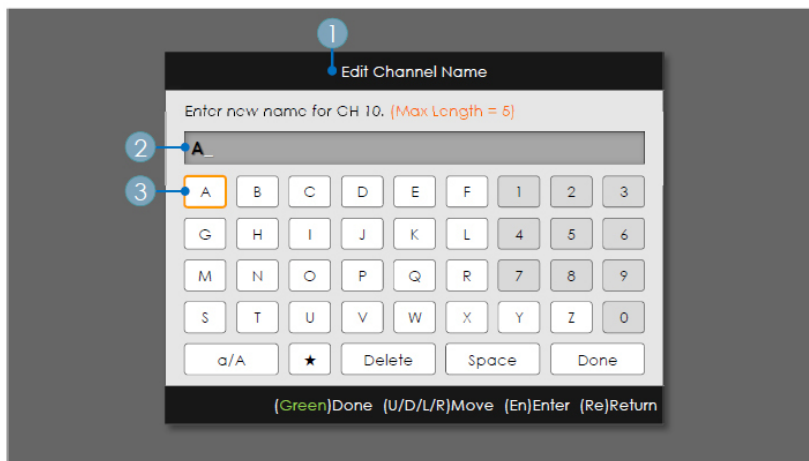 1
Edit Channel Name
Enter new name for CH 10. (Max Length = 5)
2 A_
3 A B C D E F 1 2 3
G H I J K L 4 5 6
M N O P Q R 7 8 9
S T U V W X Y Z 0
a/A ★ Delete Space Done
(Green)Done (U/D/L/R)Move (En)Enter (Re)Return